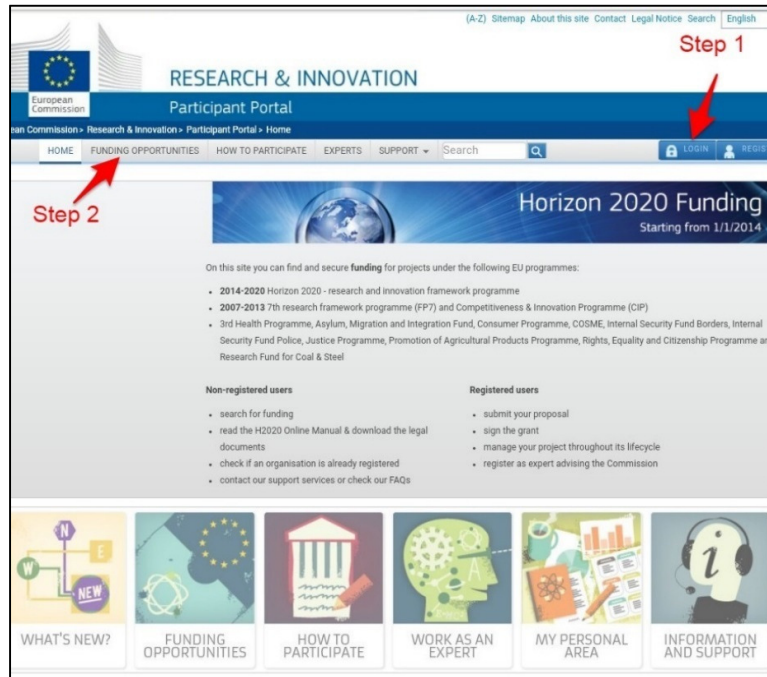 (A-Z) Sitemap About this site Contact Legal Notice Search English
Step 1
RESEARCH & INNOVATION
European
Commission
Participant Portal
Commission > Research & Innovation > Participant Portal > Home
HOME FUNDING OPPORTUNITIES HOW TO PARTICIPATE EXPERTS SUPPORT Search LOGIN
Step 2
Horizon 2020 Funding
Starting from 1/1/2014
On this site you can find and secure funding for projects under the following EU programmes:
• 2014-2020 Horizon 2020 - research and innovation framework programme
• 2007-2013 7th research framework programme (FP7) and Competitiveness & Innovation Programme (CIP)
• 3rd Health Programme, Asylum, Migration and Integration Fund, Consumer Programme, COSME, Internal Security Fund Borders, Internal
Security Fund Police, Justice Programme, Promotion of Agricultural Products Programme, Rights, Equality and Citizenship Programme
Research Fund for Coal & Steel
Non-registered users
• search for funding
• read the H2020 Online Manual & download the legal
documents
• check if an organisation is already registered
• contact our support services or check our FAQs
Registered users
• submit your proposal
• sign the grant
• manage your project throughout its lifecycle
• register as expert advising the Commission
N
E
W
NEW
i
WHAT'S NEW?
FUNDING
OPPORTUNITIES
HOW TO
PARTICIPATE
WORK AS AN
EXPERT
MY PERSONAL
AREA
INFORMATION
AND SUPPORT